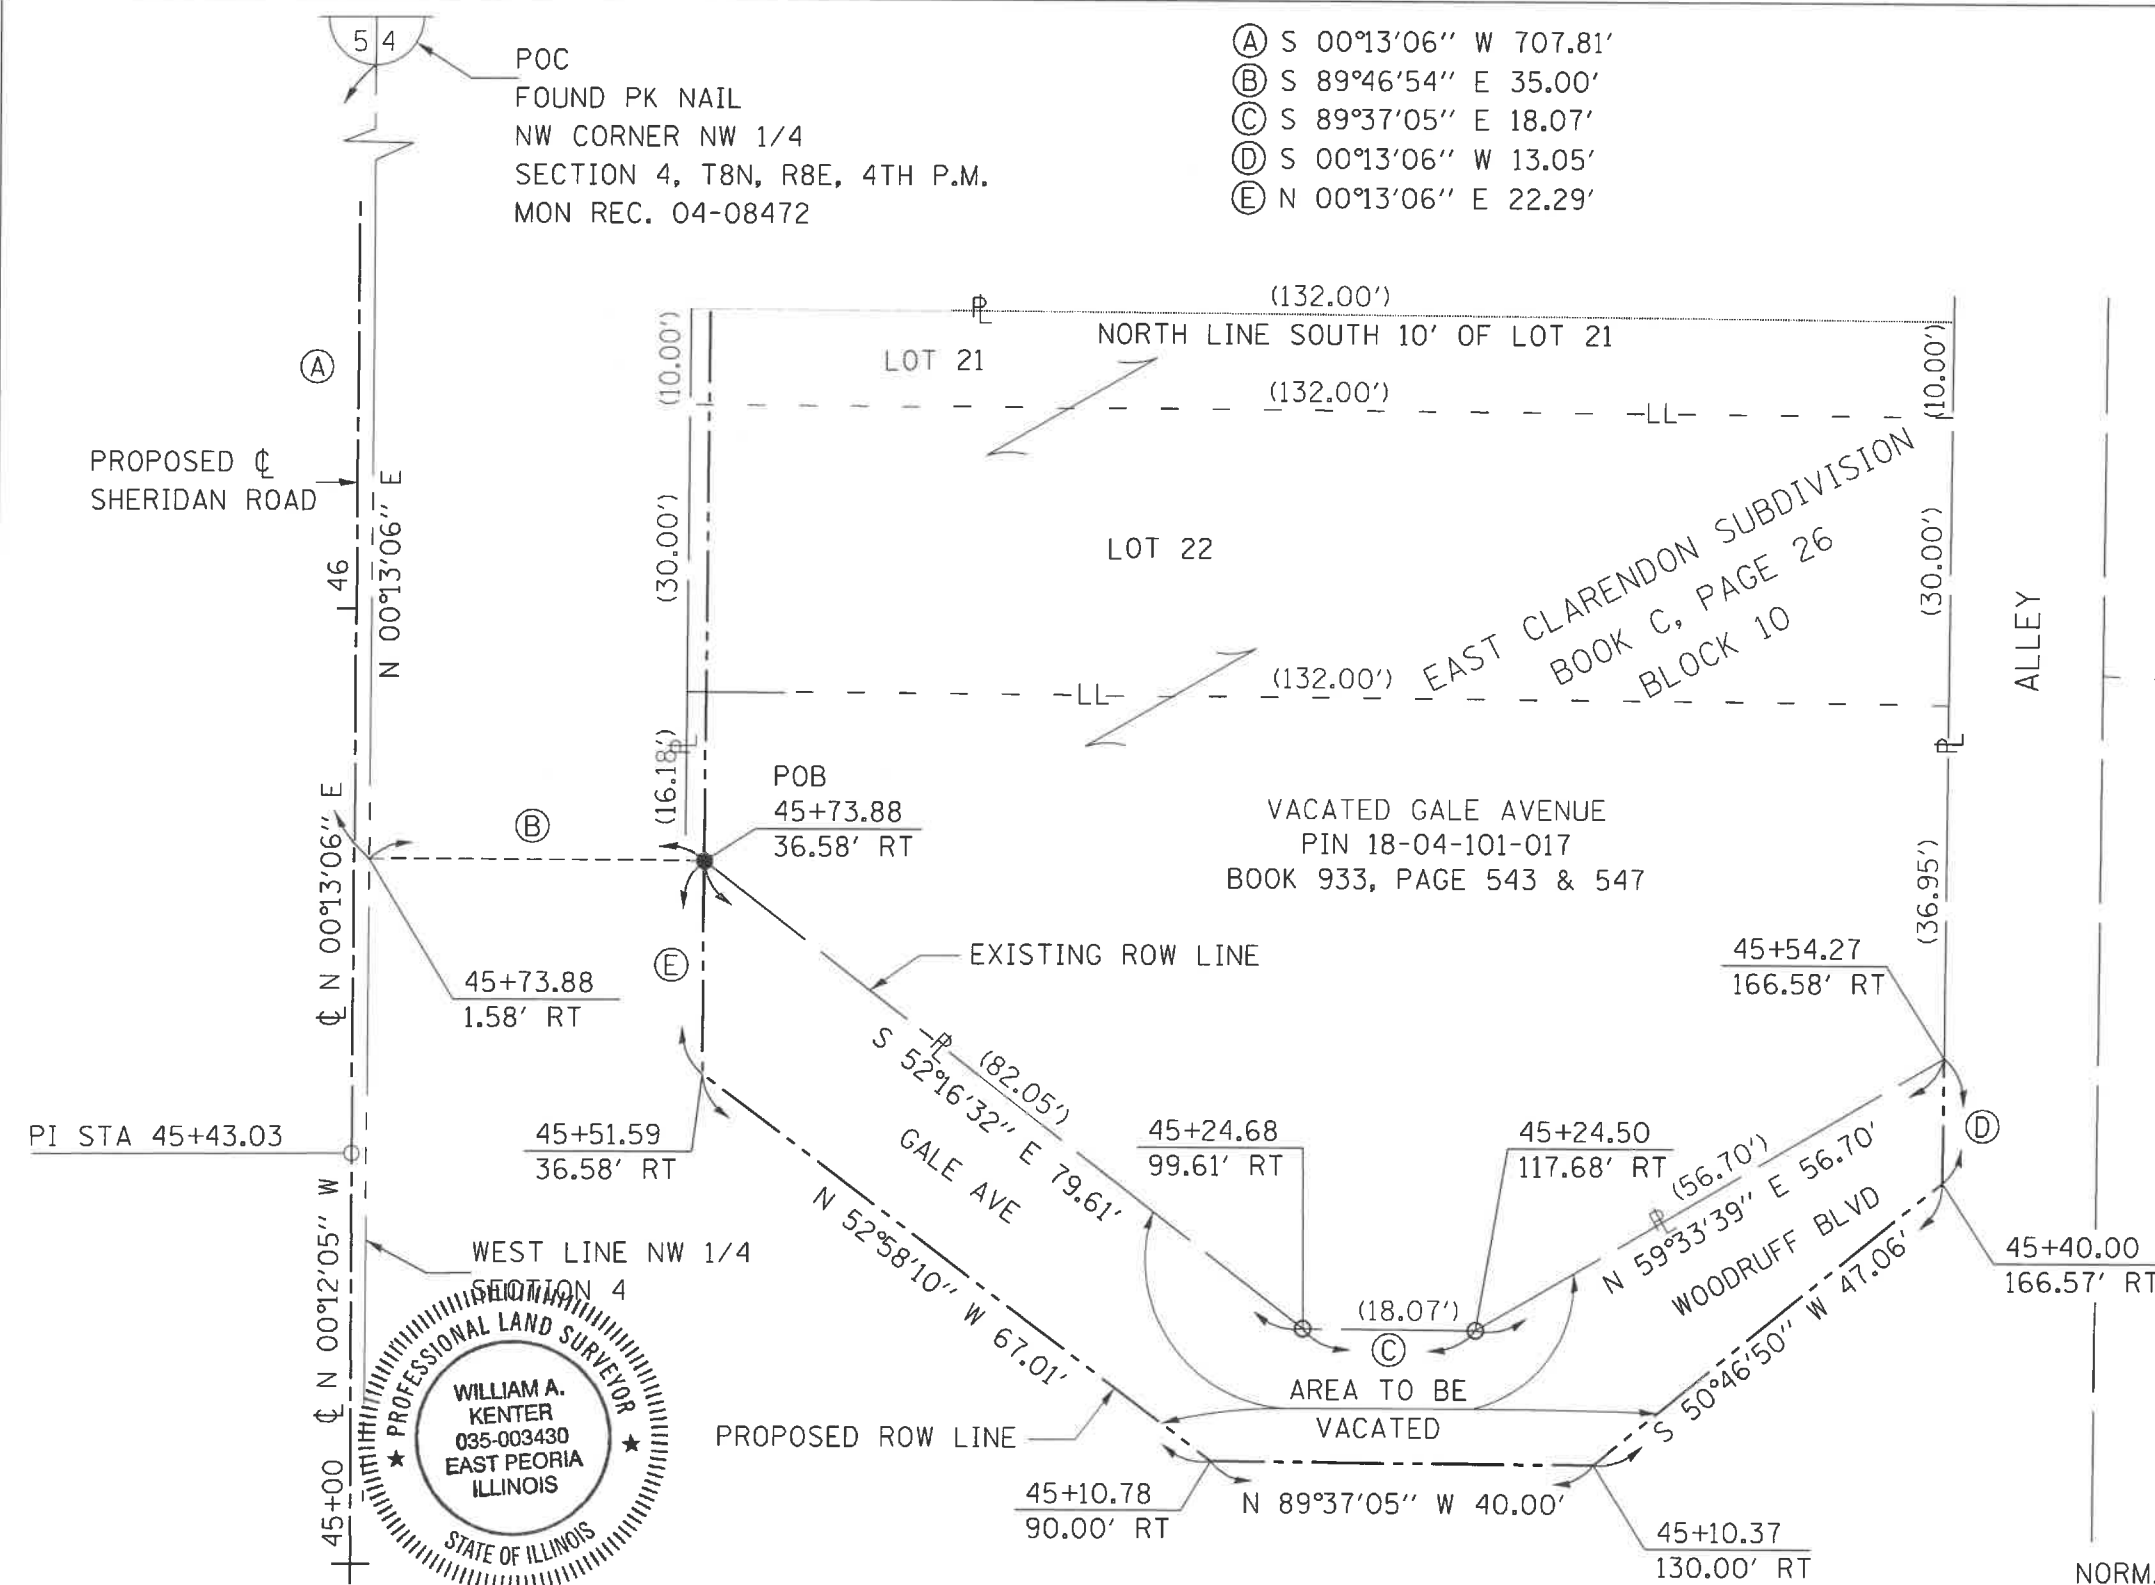 5 4
POC
FOUND PK NAIL
NW CORNER NW 1/4
SECTION 4, T8N, R8E, 4TH P.M.
MON REC. 04-08472
Ⓐ S 00°13'06" W 707.81'
Ⓑ S 89°46'54" E 35.00'
Ⓒ S 89°37'05" E 18.07'
Ⓓ S 00°13'06" W 13.05'
Ⓔ N 00°13'06" E 22.29'
Ⓐ
PROPOSED ℄
SHERIDAN ROAD
46
N 00°13'06" E
(10.00')
℄ (132.00')
NORTH LINE SOUTH 10' OF LOT 21
LOT 21
(132.00')
LL
(10.00')
(30.00')
LOT 22
EAST CLARENDON SUBDIVISION
BOOK C, PAGE 26
BLOCK 10
(30.00')
ALLEY
LL
(132.00')
(16.18')
POB
45+73.88
36.58' RT
Ⓑ
VACATED GALE AVENUE
PIN 18-04-101-017
BOOK 933, PAGE 543 & 547
(36.95')
℄ N 00°13'06" E
45+73.88
1.58' RT
Ⓔ
EXISTING ROW LINE
45+54.27
166.58' RT
PI STA 45+43.03
45+51.59
36.58' RT
(82.05')
S 52°16'32" E 79.61'
GALE AVE
N 52°58'10" W 67.01'
45+24.68
99.61' RT
45+24.50
117.68' RT
(56.70')
N 59°33'39" E 56.70'
WOODRUFF BLVD
S 50°46'50" W 47.06'
Ⓓ
45+40.00
166.57' RT
℄ N 00°12'05" W
WEST LINE NW 1/4
SECTION 4
(18.07')
Ⓒ
AREA TO BE
VACATED
PROPOSED ROW LINE
PROFESSIONAL LAND SURVEYOR
WILLIAM A.
KENTER
035-003430
EAST PEORIA
ILLINOIS
STATE OF ILLINOIS
45+00
45+10.78
90.00' RT
N 89°37'05" W 40.00'
45+10.37
130.00' RT
NORM